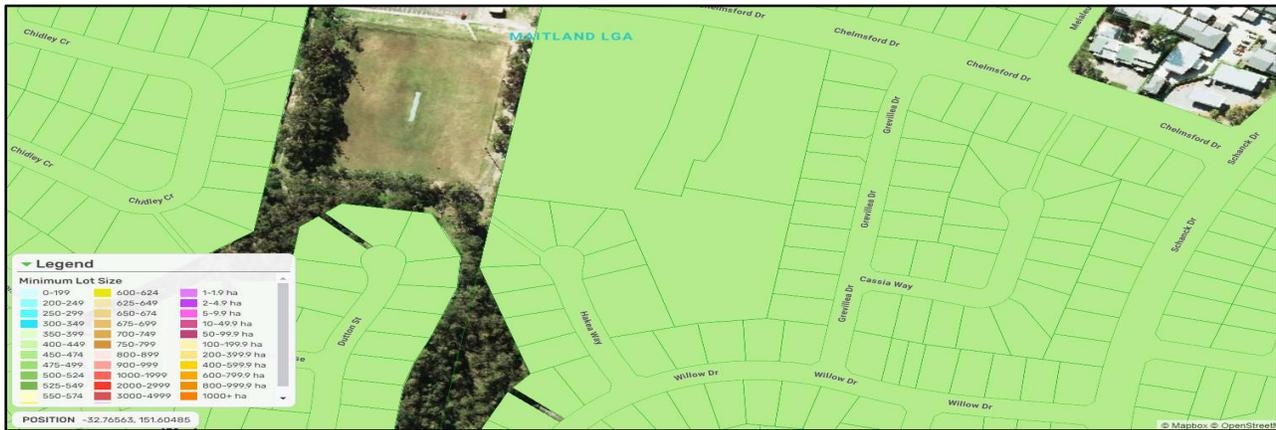 Chelmsford Dr
Chidley Cr
MAITLAND LGA
Chelmsford Dr
Chelmsford Dr
Grevillea Dr
Chelmsford Dr
Schanck Dr
Chidley Cr
Chidley Cr
Grevillea Dr
Schanck Dr
Cassia Way
Grevillea Dr
Hakea Way
Dutton St
Willow Dr
Willow Dr
Willow Dr
Legend
Minimum Lot Size
0-199 600-624 1-1.9 ha
200-249 625-649 2-4.9 ha
250-299 650-674 5-9.9 ha
300-349 675-699 10-49.9 ha
350-399 700-749 50-99.9 ha
400-449 750-799 100-199.9 ha
450-474 800-899 200-399.9 ha
475-499 900-999 400-599.9 ha
500-524 1000-1999 600-799.9 ha
525-549 2000-2999 800-999.9 ha
550-574 3000-4999 1000+ ha
POSITION -32.76563, 151.60485
© Mapbox © OpenStreet